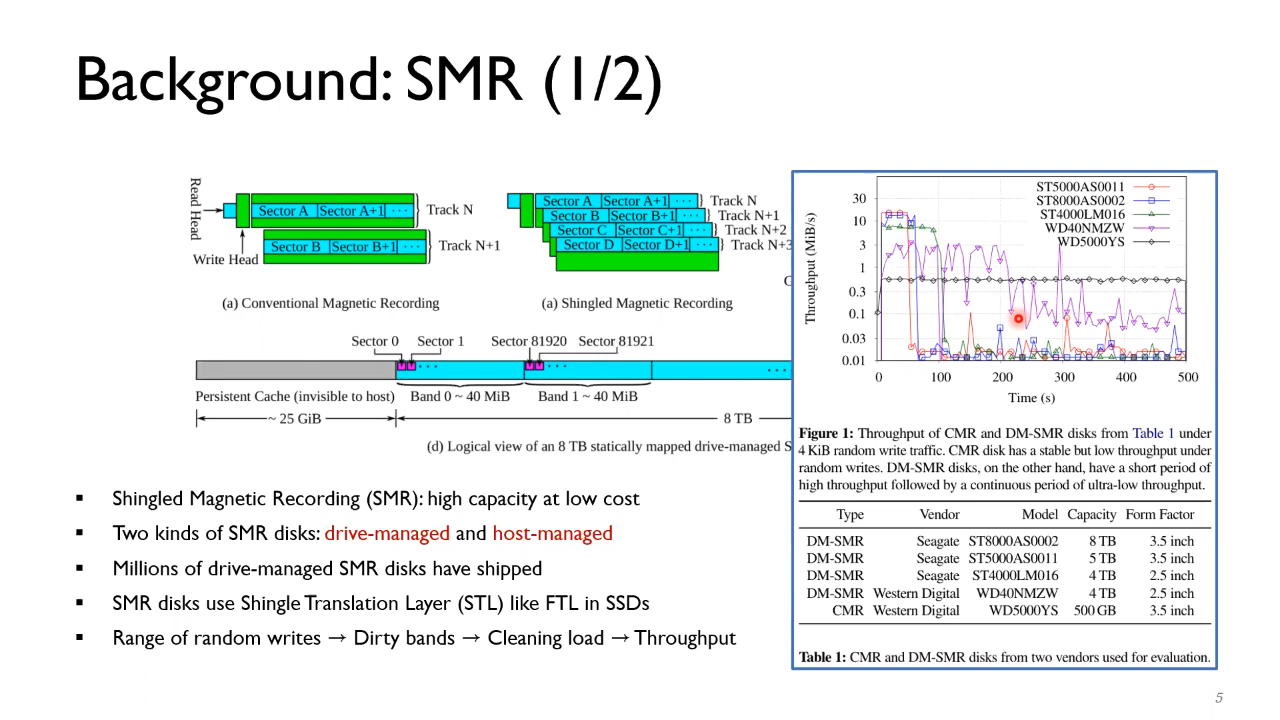 Background: SMR (1/2)
Read Head
Write Head
Sector A Sector A+1 ···
Track N
Sector B Sector B+1 ···
Track N+1
(a) Conventional Magnetic Recording
Sector A Sector A+1 ···
Track N
Sector B Sector B+1 ···
Track N+1
Sector C Sector C+1 ···
Track N+2
Sector D Sector D+1 ···
Track N+3
(a) Shingled Magnetic Recording
Sector 0 Sector 1 Sector 81920 Sector 81921
··· ··· ···
Persistent Cache (invisible to host) Band 0 ~ 40 MiB Band 1 ~ 40 MiB
~ 25 GiB 8 TB
(d) Logical view of an 8 TB statically mapped drive-managed S
▪ Shingled Magnetic Recording (SMR): high capacity at low cost
▪ Two kinds of SMR disks: drive-managed and host-managed
▪ Millions of drive-managed SMR disks have shipped
▪ SMR disks use Shingle Translation Layer (STL) like FTL in SSDs
▪ Range of random writes → Dirty bands → Cleaning load → Throughput
Throughput (MiB/s)
30
10
3
1
0.3
0.1
0.03
0.01
ST5000AS0011
ST8000AS0002
ST4000LM016
WD40NMZW
WD5000YS
0 100 200 300 400 500
Time (s)
Figure 1: Throughput of CMR and DM-SMR disks from Table 1 under
4 KiB random write traffic. CMR disk has a stable but low throughput under
random writes. DM-SMR disks, on the other hand, have a short period of
high throughput followed by a continuous period of ultra-low throughput.
Type Vendor Model Capacity Form Factor
DM-SMR Seagate ST8000AS0002 8 TB 3.5 inch
DM-SMR Seagate ST5000AS0011 5 TB 3.5 inch
DM-SMR Seagate ST4000LM016 4 TB 2.5 inch
DM-SMR Western Digital WD40NMZW 4 TB 2.5 inch
CMR Western Digital WD5000YS 500 GB 3.5 inch
Table 1: CMR and DM-SMR disks from two vendors used for evaluation.
5